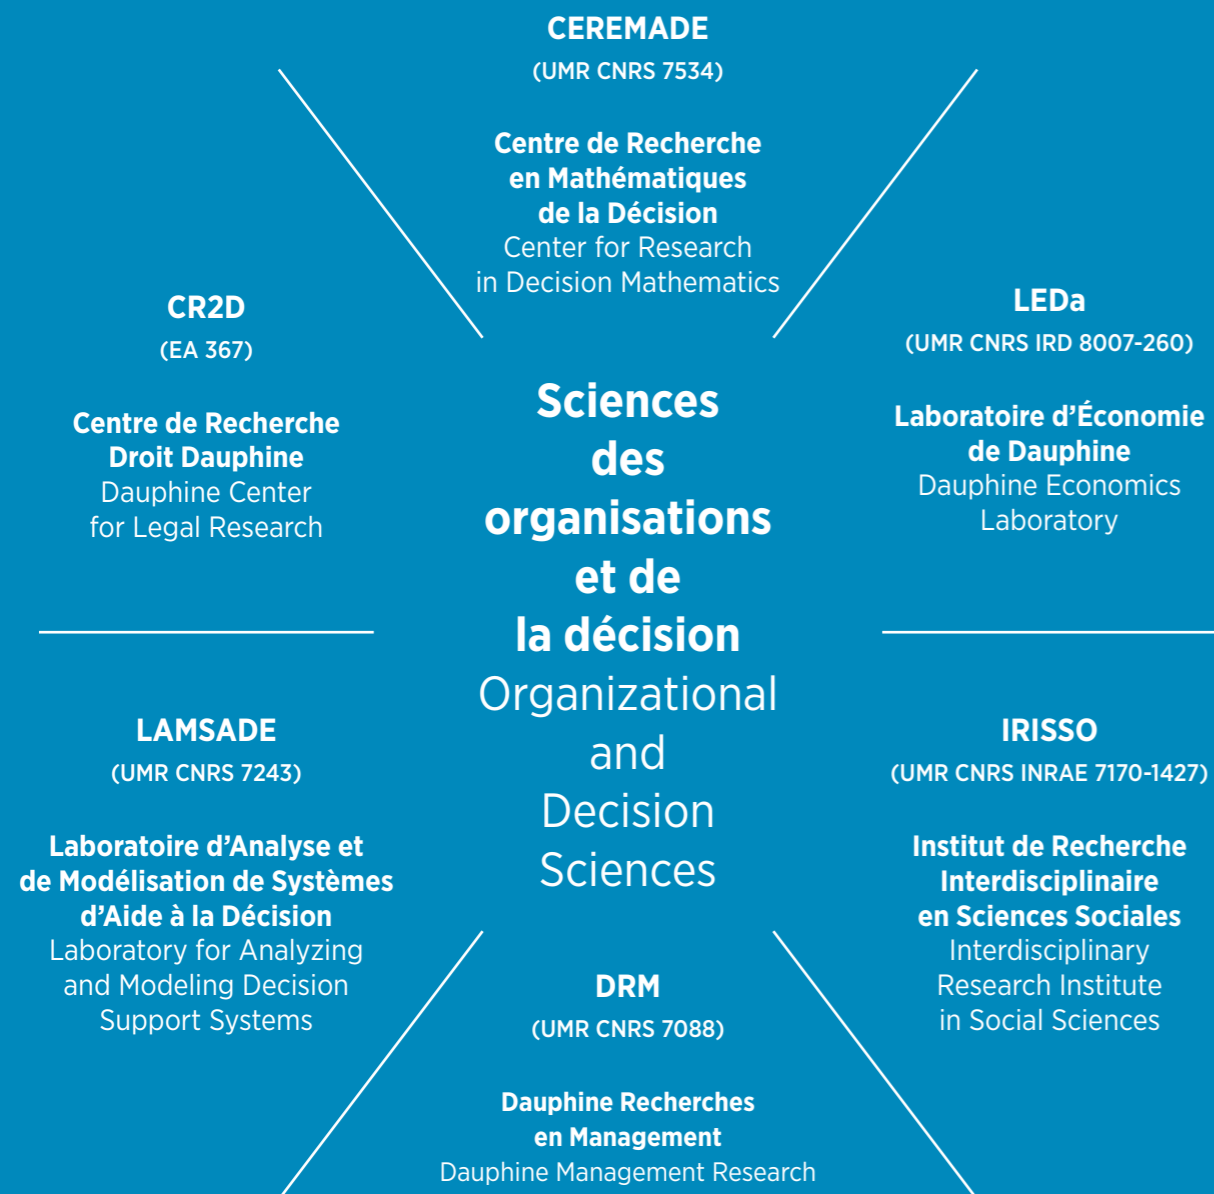 CEREMADE
(UMR CNRS 7534)
Centre de Recherche
en Mathématiques
de la Décision
Center for Research
in Decision Mathematics
CR2D
(EA 367)
Centre de Recherche
Droit Dauphine
Dauphine Center
for Legal Research
Sciences
des
organisations
et de
la décision
Organizational
and
Decision
Sciences
LEDa
(UMR CNRS IRD 8007-260)
Laboratoire d’Économie
de Dauphine
Dauphine Economics
Laboratory
LAMSADE
(UMR CNRS 7243)
Laboratoire d’Analyse et
de Modélisation de Systèmes
d’Aide à la Décision
Laboratory for Analyzing
and Modeling Decision
Support Systems
DRM
(UMR CNRS 7088)
Dauphine Recherches
en Management
Dauphine Management Research
IRISSO
(UMR CNRS INRAE 7170-1427)
Institut de Recherche
Interdisciplinaire
en Sciences Sociales
Interdisciplinary
Research Institute
in Social Sciences